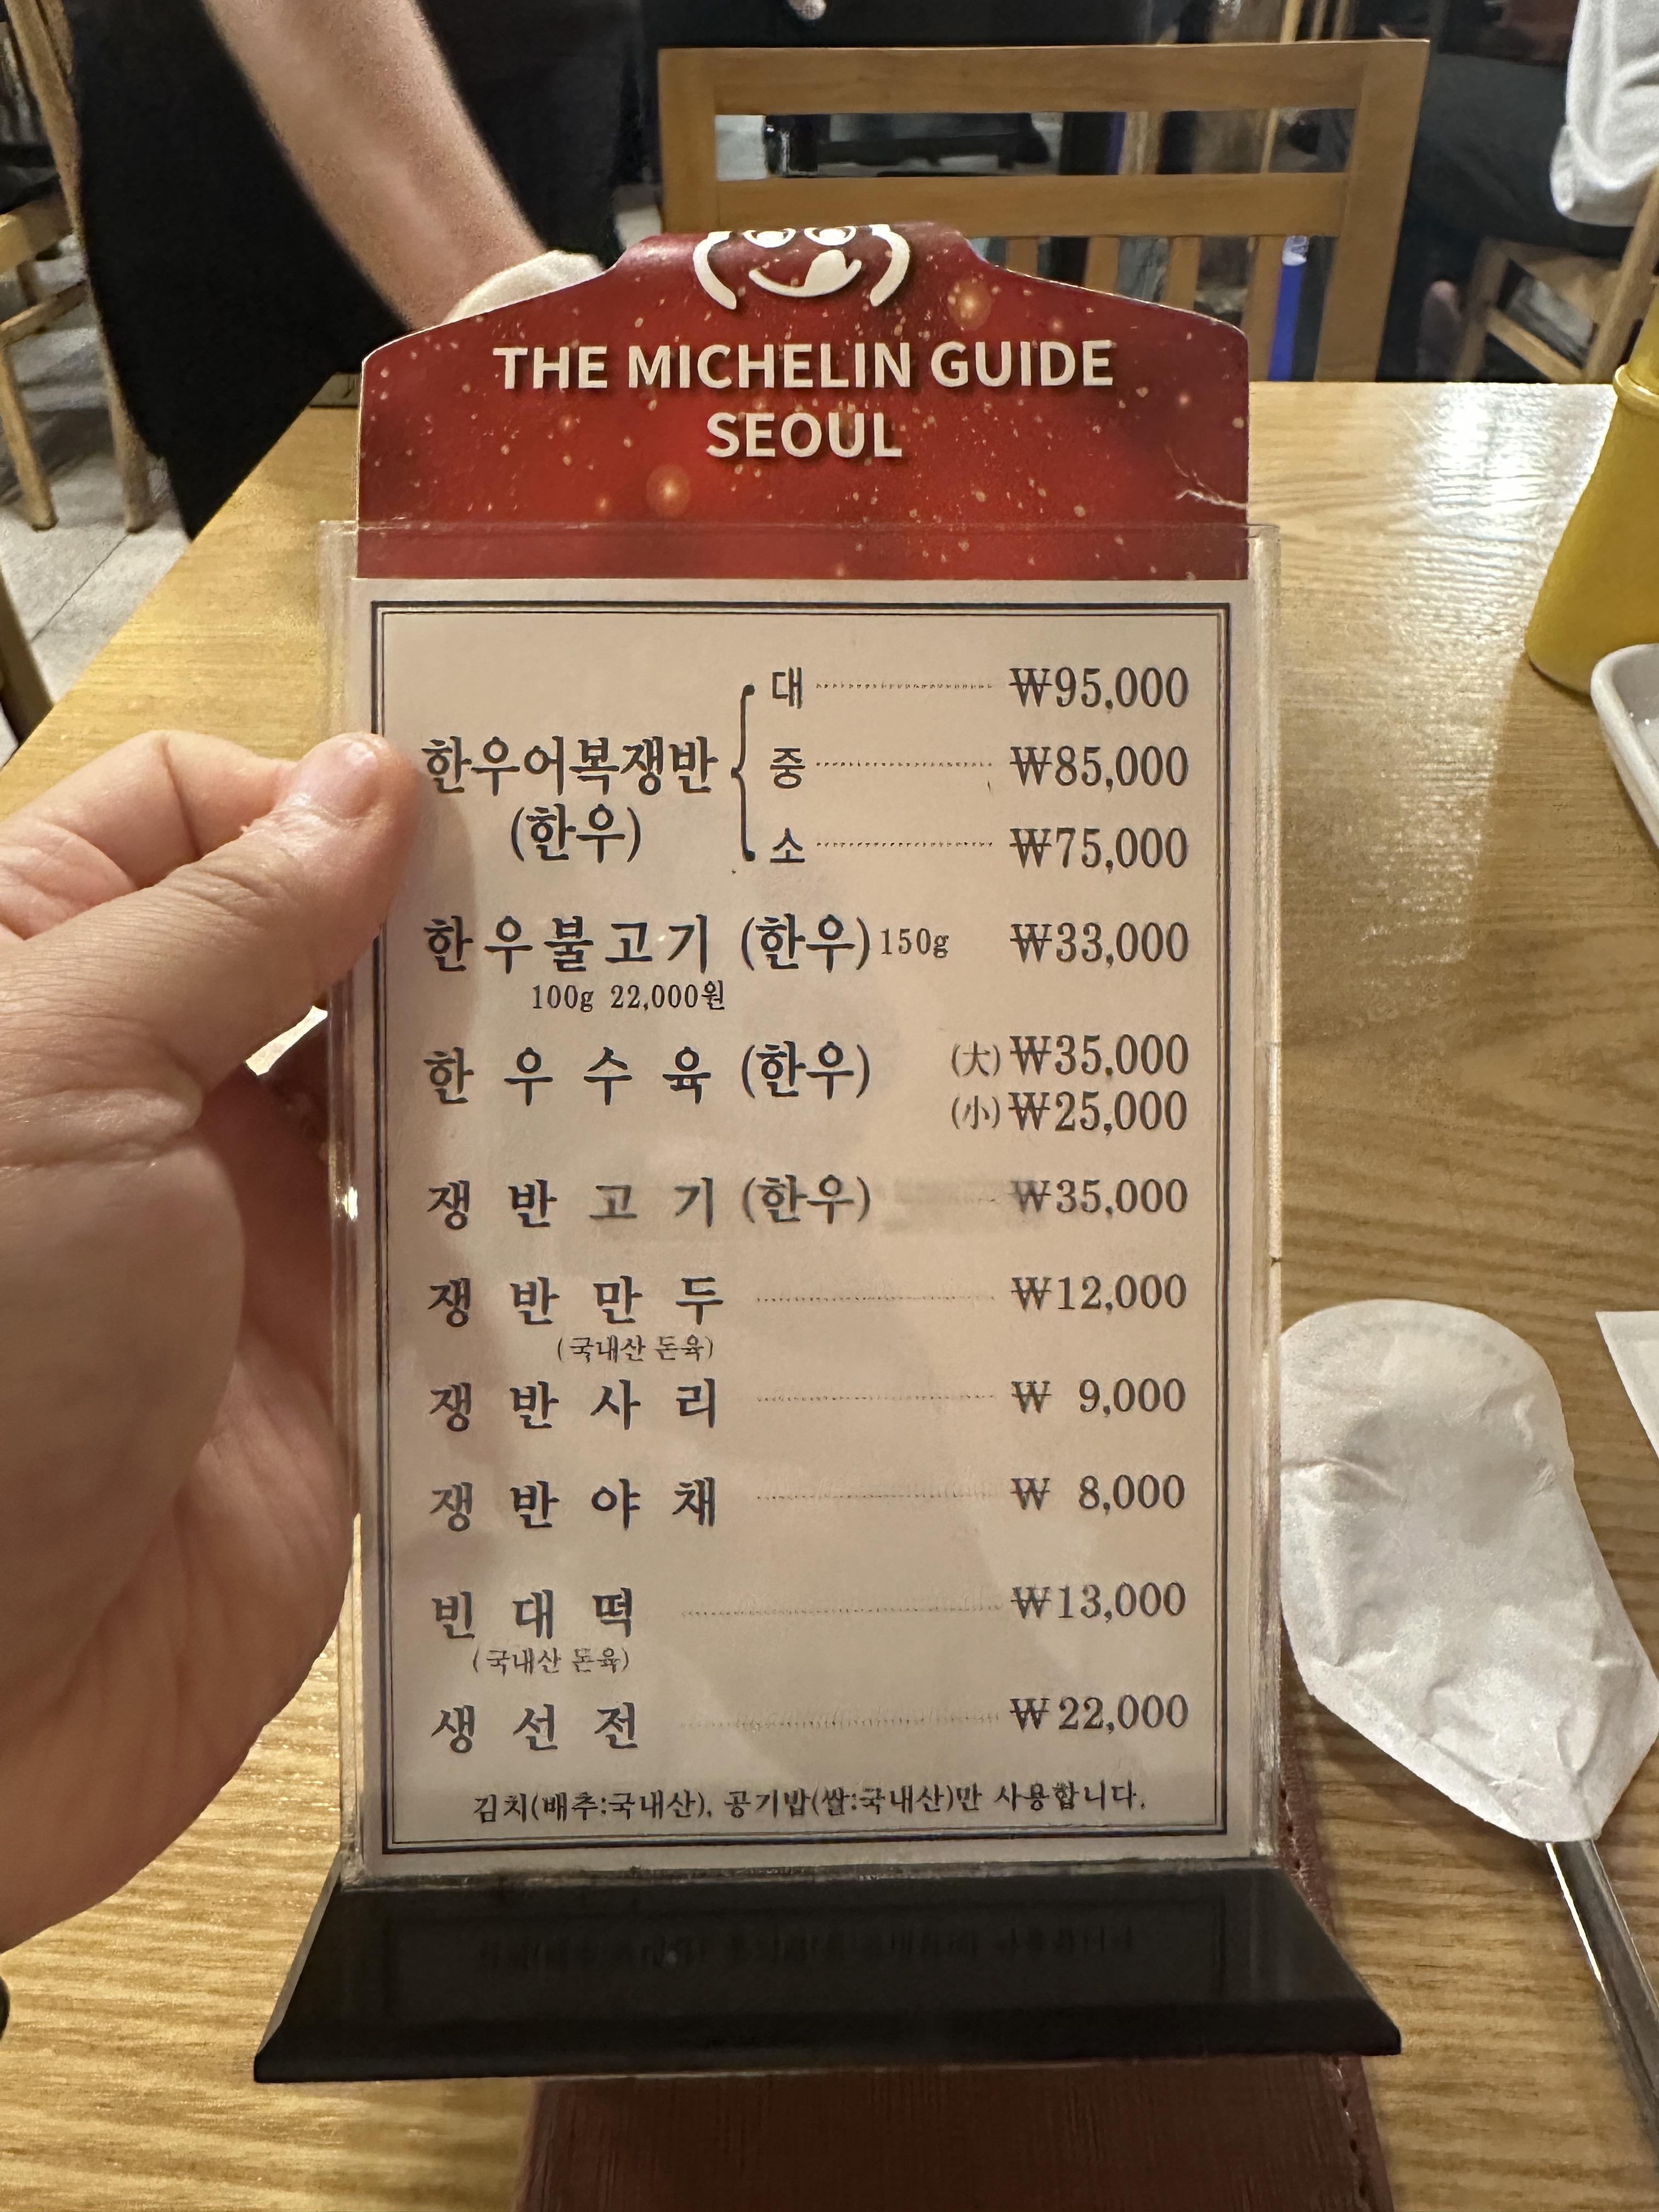 THE MICHELIN GUIDE
SEOUL
대 ₩95,000
한우어복쟁반 중 ₩85,000
(한우)
소 ₩75,000
한우불고기 (한우) 150g ₩33,000
100g 22,000원
한우수육 (한우) (大) ₩35,000
(小) ₩25,000
쟁반고기 (한우) ₩35,000
쟁반만두 ₩12,000
(국내산 돈육)
쟁반사리 ₩ 9,000
쟁반야채 ₩ 8,000
빈대떡 ₩13,000
(국내산 돈육)
생선전 ₩22,000
김치(배추:국내산), 공기밥(쌀:국내산)만 사용합니다.